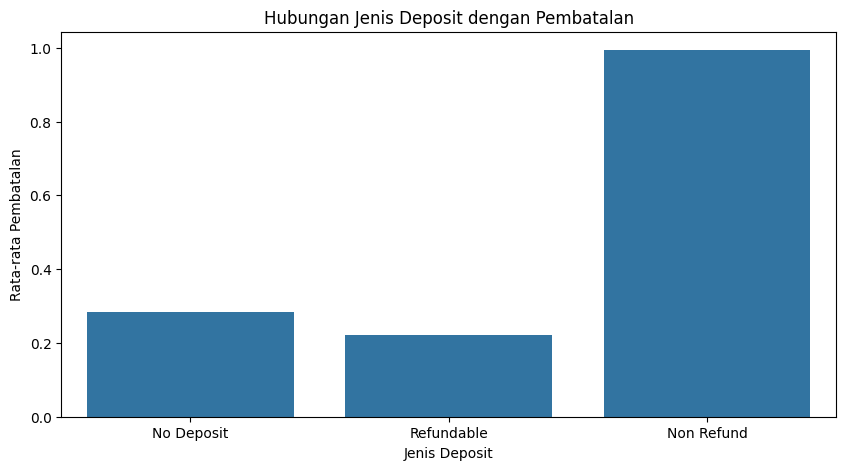 Hubungan Jenis Deposit dengan Pembatalan
Rata-rata Pembatalan
1.0
0.8
0.6
0.4
0.2
0.0
No Deposit
Refundable
Non Refund
Jenis Deposit